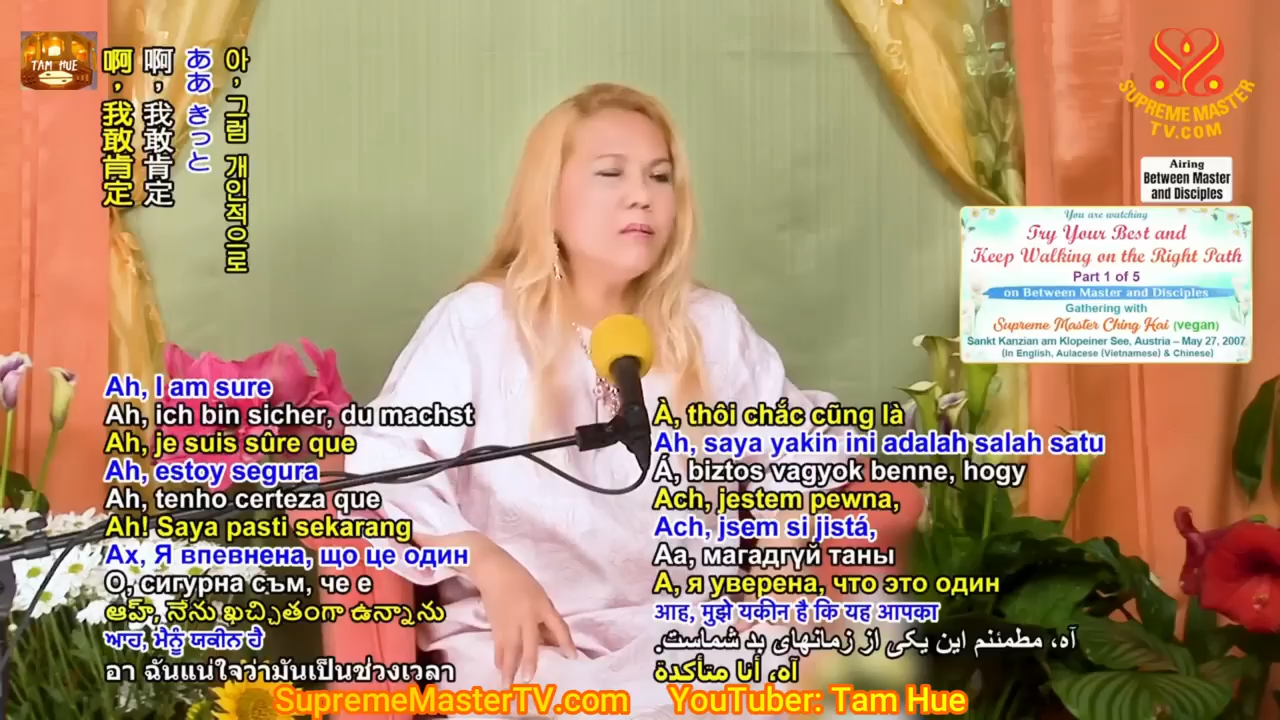 TAM HUE
啊，我敢肯定
啊，我敢肯定
ああ きっと
아, 그럼 개인적으로
SUPREME MASTER
TV.COM
Airing
Between Master
and Disciples
You are watching
Try Your Best and
Keep Walking on the Right Path
Part 1 of 5
on Between Master and Disciples
Gathering with
Supreme Master Ching Hai (vegan)
Sankt Kanzian am Klopeiner See, Austria – May 27, 2007
(In English, Aulacese (Vietnamese) & Chinese)
Ah, I am sure
Ah, ich bin sicher, du machst
Ah, je suis sûre que
Ah, estoy segura
Ah, tenho certeza que
Ah! Saya pasti sekarang
Ах, Я впевнена, що це один
О, сигурна съм, че е
ఆహ్, నేను ఖచ్చితంగా ఉన్నాను
ਆਹ, ਮੈਨੂੰ ਯਕੀਨ ਹੈ
อา ฉันแน่ใจว่ามันเป็นช่วงเวลา
À, thôi chắc cũng là
Ah, saya yakin ini adalah salah satu
Á, biztos vagyok benne, hogy
Ach, jestem pewna,
Ach, jsem si jistá,
Аа, магадгүй таны
А, я уверена, что это один
आह, मुझे यकीन है कि यह आपका
آه، مطمئنم این یکی از زمانهای بد شماست.
آه، أنا متأكدة
SupremeMasterTV.com YouTuber: Tam Hue